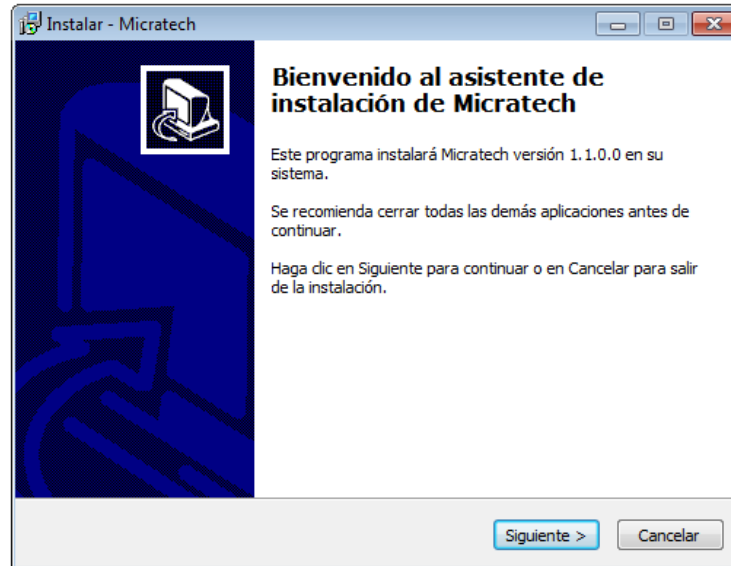 Instalar - Micratech
Bienvenido al asistente de
instalación de Micratech
Este programa instalará Micratech versión 1.1.0.0 en su
sistema.
Se recomienda cerrar todas las demás aplicaciones antes de
continuar.
Haga clic en Siguiente para continuar o en Cancelar para salir
de la instalación.
Siguiente >
Cancelar